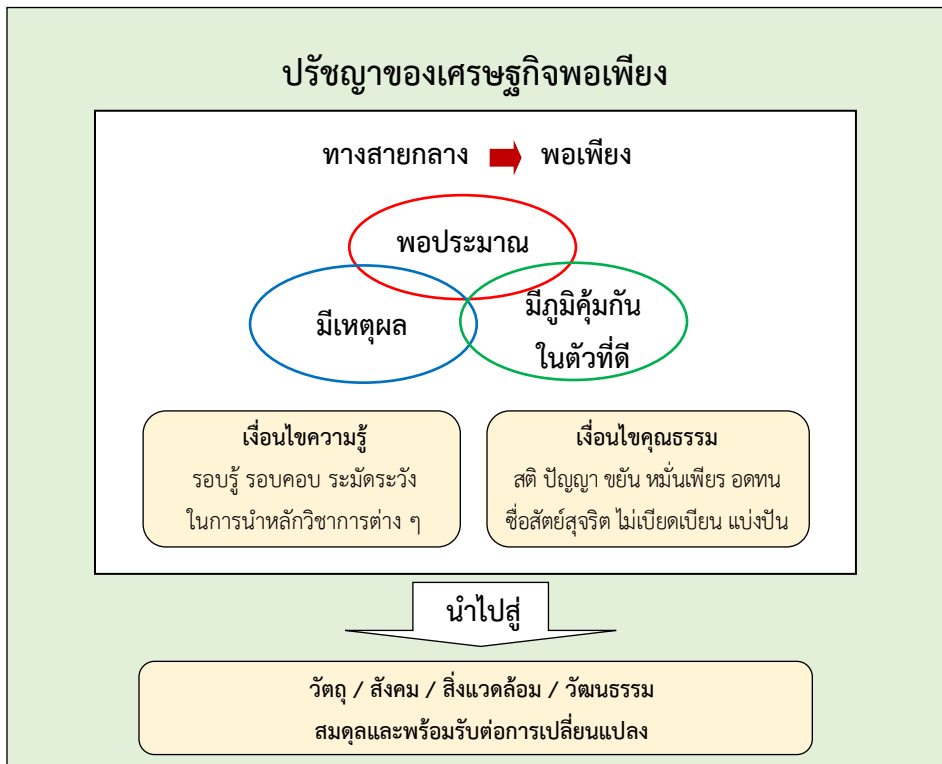 ปรัชญาของเศรษฐกิจพอเพียง
ทางสายกลาง พอเพียง
พอประมาณ
มีเหตุผล
มีภูมิคุ้มกัน
ในตัวที่ดี
เงื่อนไขความรู้
รอบรู้ รอบคอบ ระมัดระวัง
ในการนำหลักวิชาการต่าง ๆ
เงื่อนไขคุณธรรม
สติ ปัญญา ขยัน หมั่นเพียร อดทน
ซื่อสัตย์สุจริต ไม่เบียดเบียน แบ่งปัน
นำไปสู่
วัตถุ / สังคม / สิ่งแวดล้อม / วัฒนธรรม
สมดุลและพร้อมรับต่อการเปลี่ยนแปลง